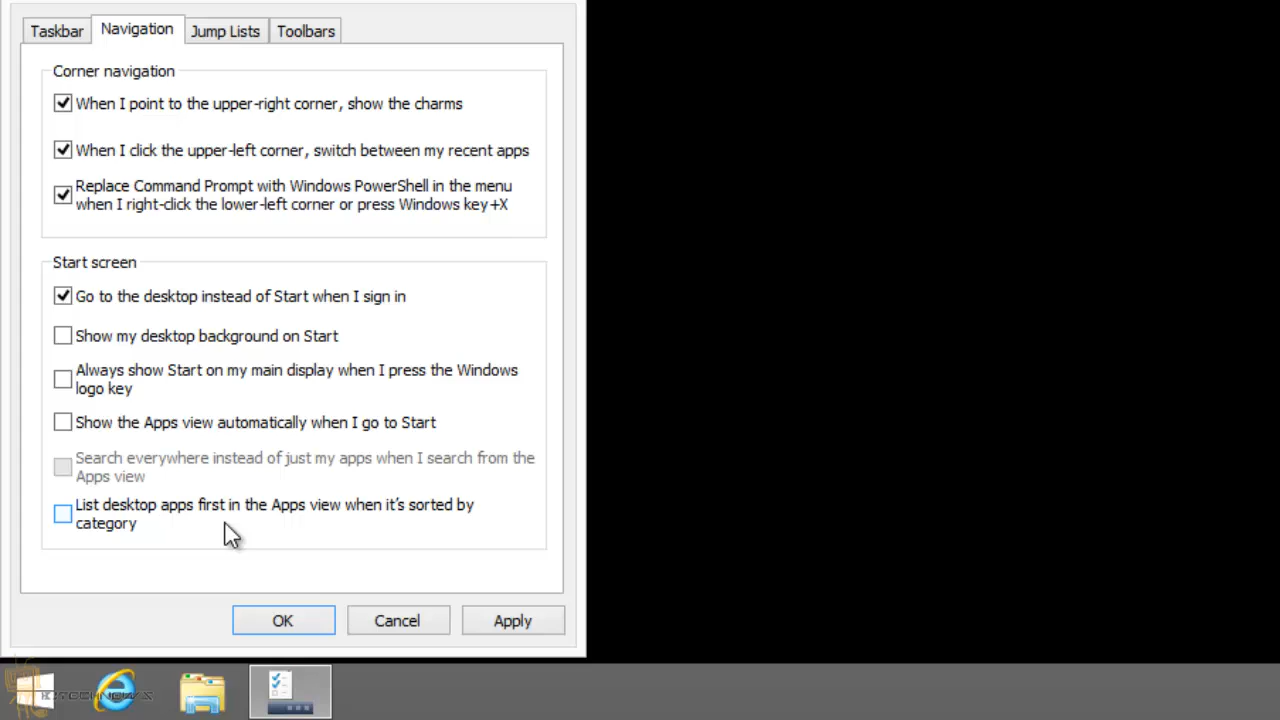 Taskbar Navigation Jump Lists Toolbars
Corner navigation
When I point to the upper-right corner, show the charms
When I click the upper-left corner, switch between my recent apps
Replace Command Prompt with Windows PowerShell in the menu
when I right-click the lower-left corner or press Windows key+X
Start screen
Go to the desktop instead of Start when I sign in
Show my desktop background on Start
Always show Start on my main display when I press the Windows
logo key
Show the Apps view automatically when I go to Start
Search everywhere instead of just my apps when I search from the
Apps view
List desktop apps first in the Apps view when it's sorted by
category
OK Cancel Apply